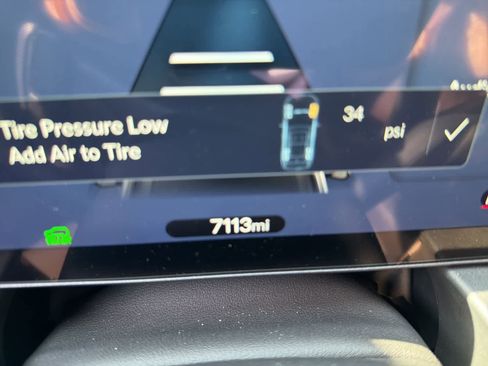 Tire Pressure Low
Add Air to Tire
34
psi
7113mi